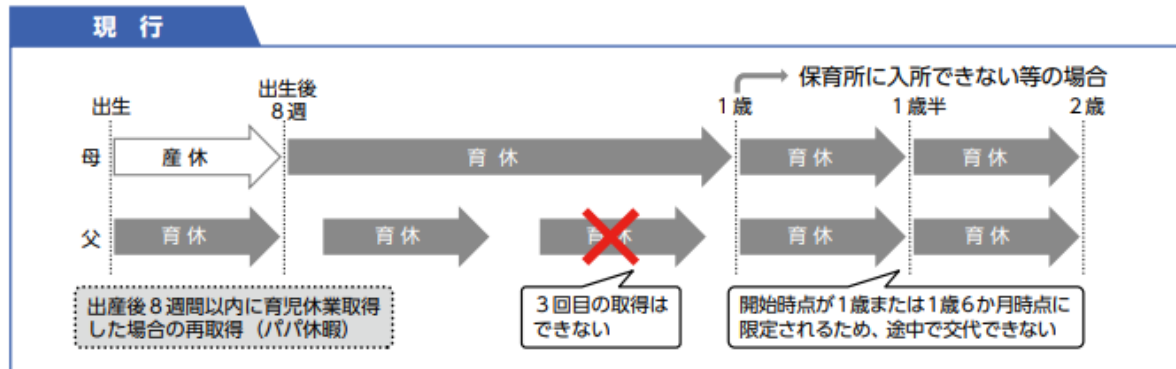 現 行
保育所に入所できない等の場合
出生
出生後
8週
1歳
1歳半
2歳
母
産 休
育 休
育 休
育 休
父
育 休
育 休
育 休
育 休
育 休
出産後8週間以内に育児休業取得
した場合の再取得（パパ休暇）
3回目の取得は
できない
開始時点が1歳または1歳6か月時点に
限定されるため、途中で交代できない